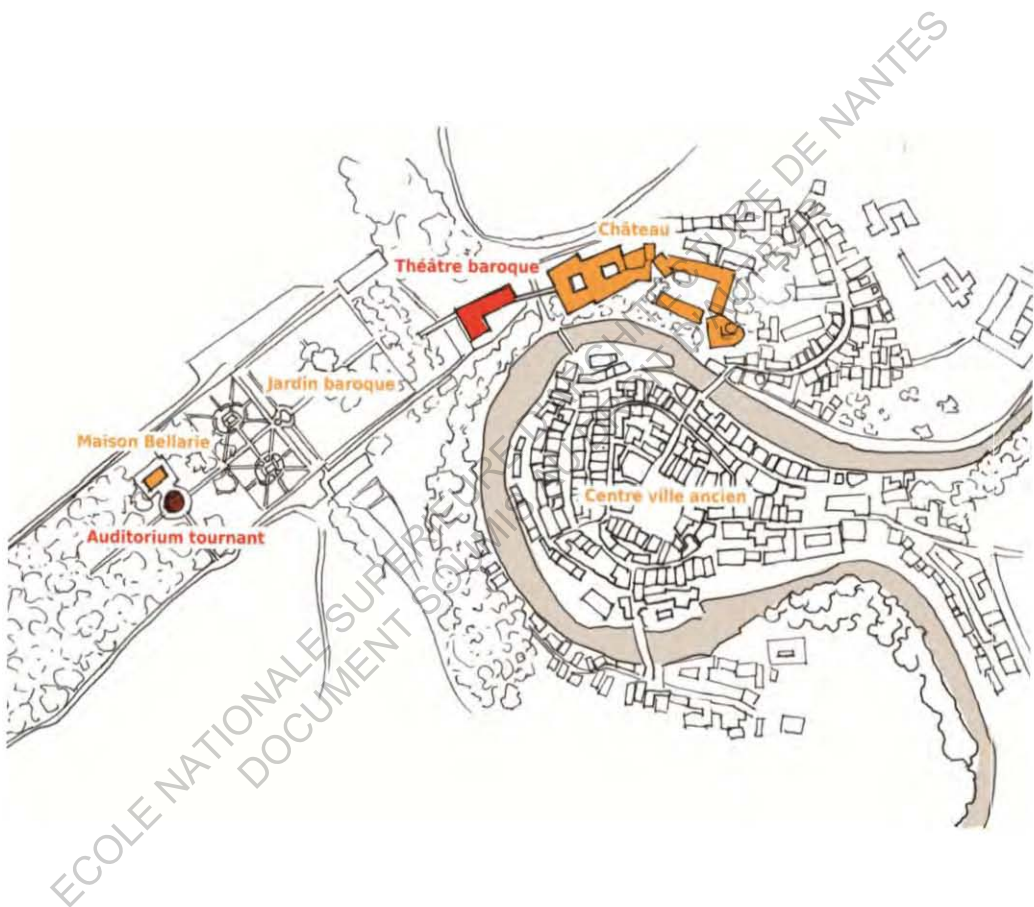 Château
Théâtre baroque
Jardin baroque
Maison Bellarie
Centre ville ancien
Auditorium tournant
ECOLE NATIONALE SUPERIEURE D'ARCHITECTURE DE NANTES
DOCUMENT SOUMIS AU DROIT D'AUTEUR